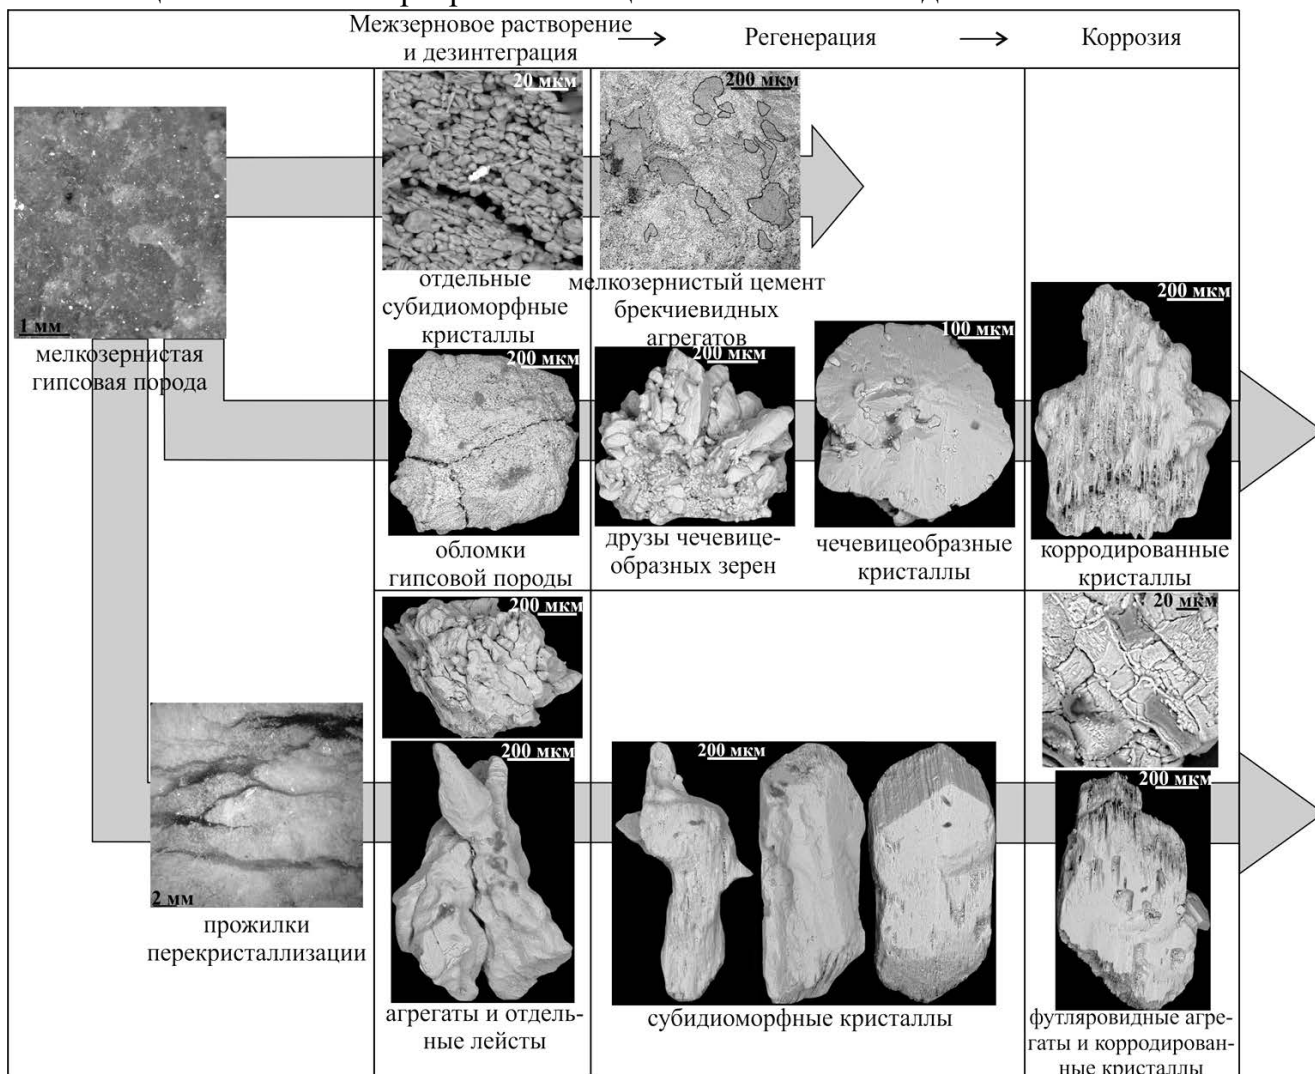 Межзерновое растворение
и дезинтеграция
Регенерация
Коррозия
20 мкм
200 мкм
1 мм
мелкозернистая
гипсовая порода
отдельные
субидиоморфные
кристаллы
мелкозернистый цемент
брекчиевидных
агрегатов
200 мкм
200 мкм
100 мкм
200 мкм
обломки
гипсовой породы
друзы чечевице-
образных зерен
чечевицеобразные
кристаллы
корродированные
кристаллы
200 мкм
20 мкм
2 мм
прожилки
перекристаллизации
200 мкм
200 мкм
200 мкм
агрегаты и отдель-
ные лейсты
субидиоморфные кристаллы
футляровидные агре-
гаты и корродирован-
ные кристаллы